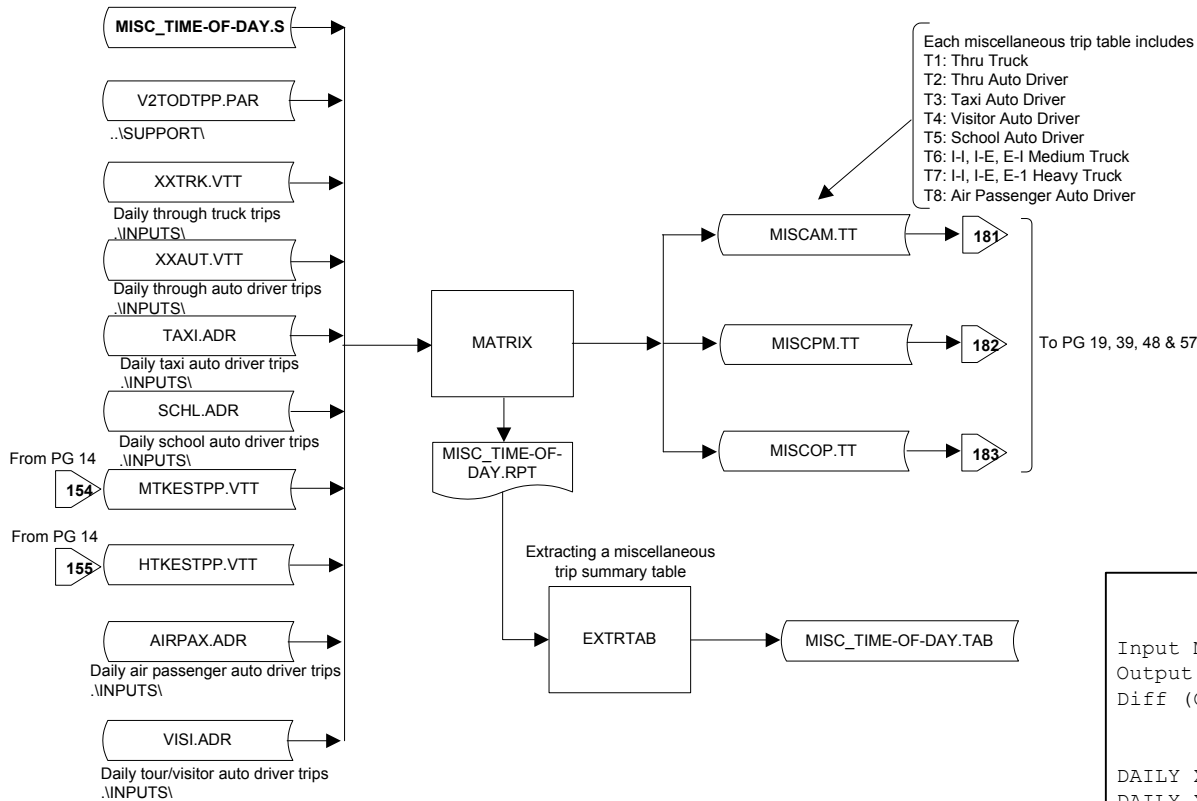 MISC_TIME-OF-DAY.S
V2TODTPP.PAR
..\SUPPORT\
XXTRK.VTT
Daily through truck trips
.\INPUTS\
XXAUT.VTT
Daily through auto driver trips
.\INPUTS\
TAXI.ADR
Daily taxi auto driver trips
.\INPUTS\
SCHL.ADR
Daily school auto driver trips
.\INPUTS\
From PG 14
154
MTKESTPP.VTT
From PG 14
155
HTKESTPP.VTT
AIRPAX.ADR
Daily air passenger auto driver trips
.\INPUTS\
VISI.ADR
Daily tour/visitor auto driver trips
.\INPUTS\
MATRIX
MISC_TIME-OF-
DAY.RPT
Extracting a miscellaneous
trip summary table
EXTRTAB
MISC_TIME-OF-DAY.TAB
Each miscellaneous trip table includes
T1: Thru Truck
T2: Thru Auto Driver
T3: Taxi Auto Driver
T4: Visitor Auto Driver
T5: School Auto Driver
T6: I-I, I-E, E-I Medium Truck
T7: I-I, I-E, E-1 Heavy Truck
T8: Air Passenger Auto Driver
MISCAM.TT
181
MISCPM.TT
182
To PG 19, 39, 48 & 57
MISCOP.TT
183
Input
Output
Diff
DAILY